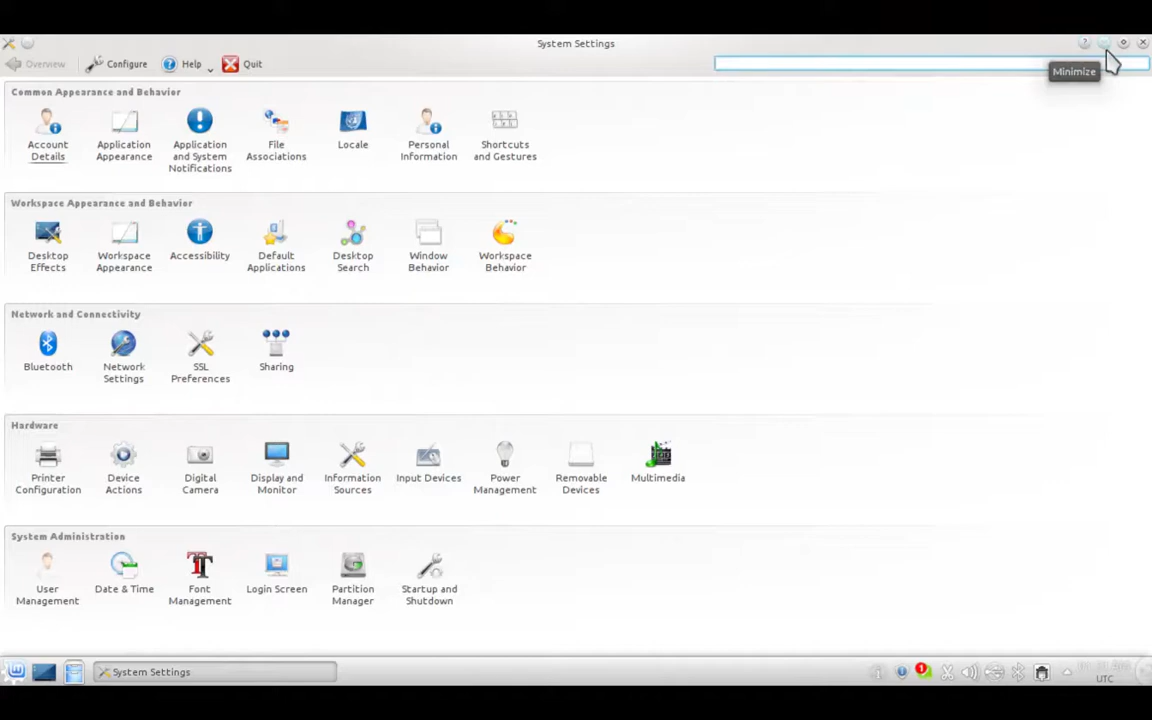 System Settings
Overview Configure Help Quit
Minimize
Common Appearance and Behavior
Account Details
Application Appearance
Application and System Notifications
File Associations
Locale
Personal Information
Shortcuts and Gestures
Workspace Appearance and Behavior
Desktop Effects
Workspace Appearance
Accessibility
Default Applications
Desktop Search
Window Behavior
Workspace Behavior
Network and Connectivity
Bluetooth
Network Settings
SSL Preferences
Sharing
Hardware
Printer Configuration
Device Actions
Digital Camera
Display and Monitor
Information Sources
Input Devices
Power Management
Removable Devices
Multimedia
System Administration
User Management
Date & Time
Font Management
Login Screen
Partition Manager
Startup and Shutdown
System Settings
1
UTC